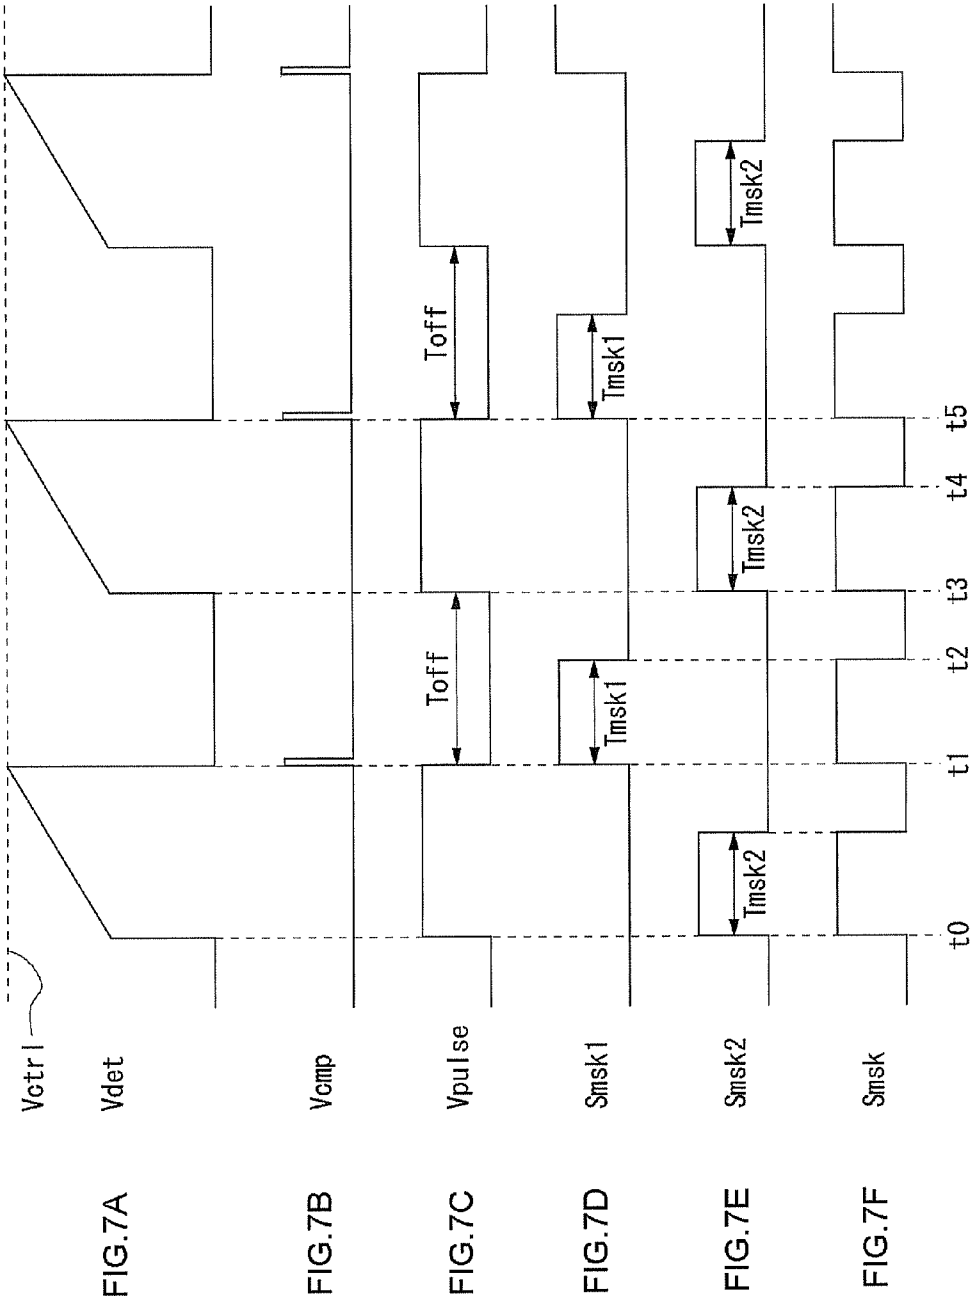 FIG.7A
Vctrl
Vdet
FIG.7B
Vcmp
FIG.7C
Vpulse
Toff
Toff
FIG.7D
Smsk1
Tmsk1
Tmsk1
FIG.7E
Smsk2
Tmsk2
Tmsk2
Tmsk2
FIG.7F
Smsk
t0
t1
t2
t3
t4
t5